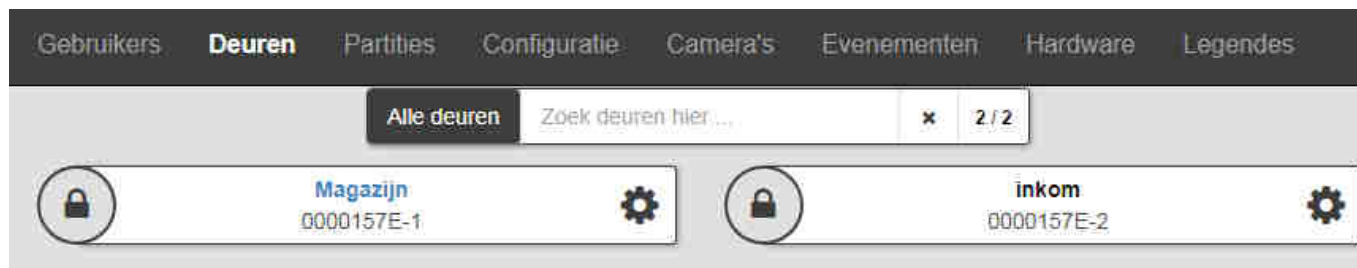 Gebruikers Deuren Partities Configuratie Camera's Evenementen Hardware Legendes
Alle deuren Zoek deuren hier ... × 2 / 2
Magazijn inkom
0000157E-1 0000157E-2